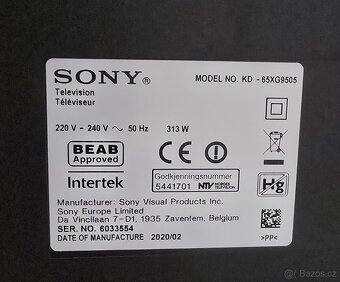 SONY®
MODEL NO. KD - 65XG9505
Television
Téléviseur
220 V - 240 V ~ 50 Hz 313 W
BEAB
Approved
Intertek
CE
Godkjenningsnummer
5441701 NTV NORGES TELEVISJON
Hg
Manufacturer: Sony Visual Products Inc.
Sony Europe Limited
Da Vincilaan 7-D1, 1935 Zaventem, Belgium
SER. NO. 6033554
DATE OF MANUFACTURE 2020/02
>PP<
bazos.cz